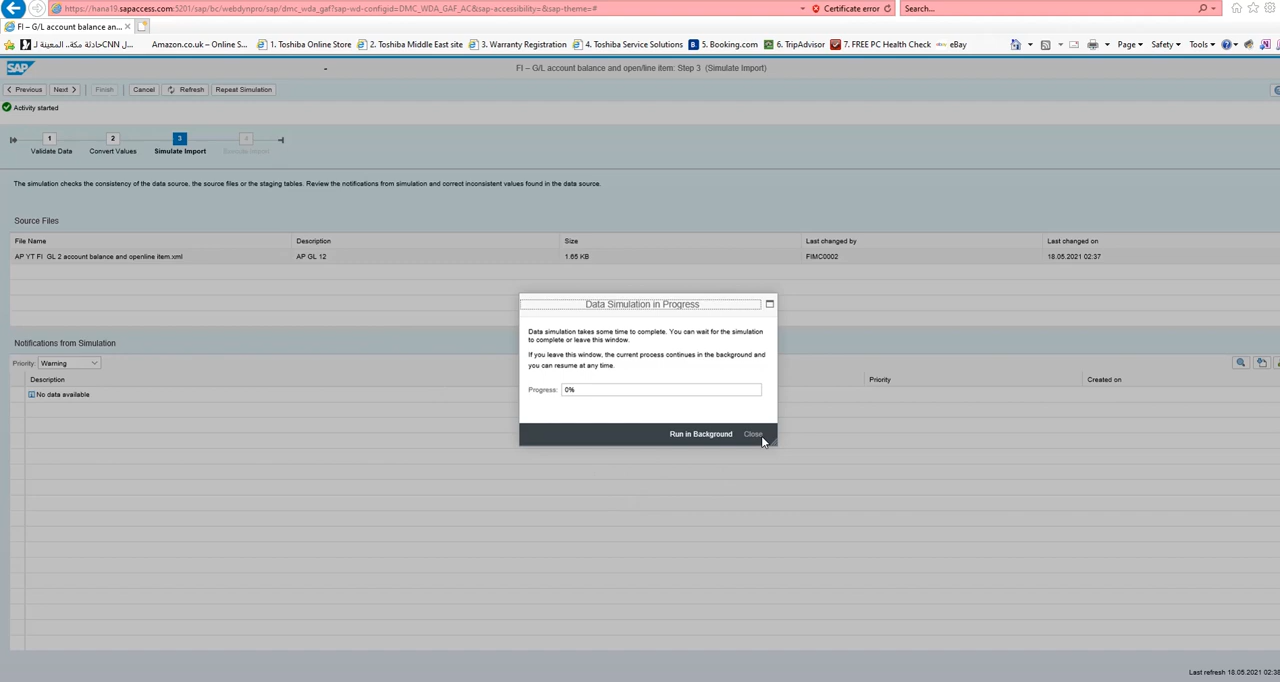 https://hana19.sapaccess.com:5201/sap/bc/webdynpro/sap/dmc_wda_gaf?sap-wd-configid=DMC_WDA_GAF_AC&sap-accessibility=&sap-theme=# Certificate error Search...
FI – G/L account balance an...
حادثة مكة.. المعينة لـ CNNل... Amazon.co.uk – Online S... 1. Toshiba Online Store 2. Toshiba Middle East site 3. Warranty Registration 4. Toshiba Service Solutions 5. Booking.com 6. TripAdvisor 7. FREE PC Health Check eBay Page Safety Tools
SAP FI – G/L account balance and open/line item: Step 3 (Simulate Import)
Previous Next Finish Cancel Refresh Repeat Simulation
Activity started
1 2 3 4
Validate Data Convert Values Simulate Import Execute Import
The simulation checks the consistency of the data source, the source files or the staging tables. Review the notifications from simulation and correct inconsistent values found in the data source.
Source Files
File Name Description Size Last changed by Last changed on
AP YT FI GL 2 account balance and openline item.xml AP GL 12 1.65 KB FIMC0002 18.05.2021 02:37
Data Simulation in Progress
Data simulation takes some time to complete. You can wait for the simulation
to complete or leave this window.
If you leave this window, the current process continues in the background and
you can resume at any time.
Progress: 0%
Run in Background Close
Notifications from Simulation
Priority: Warning
Description Priority Created on
No data available
Last refresh 18.05.2021 02:38